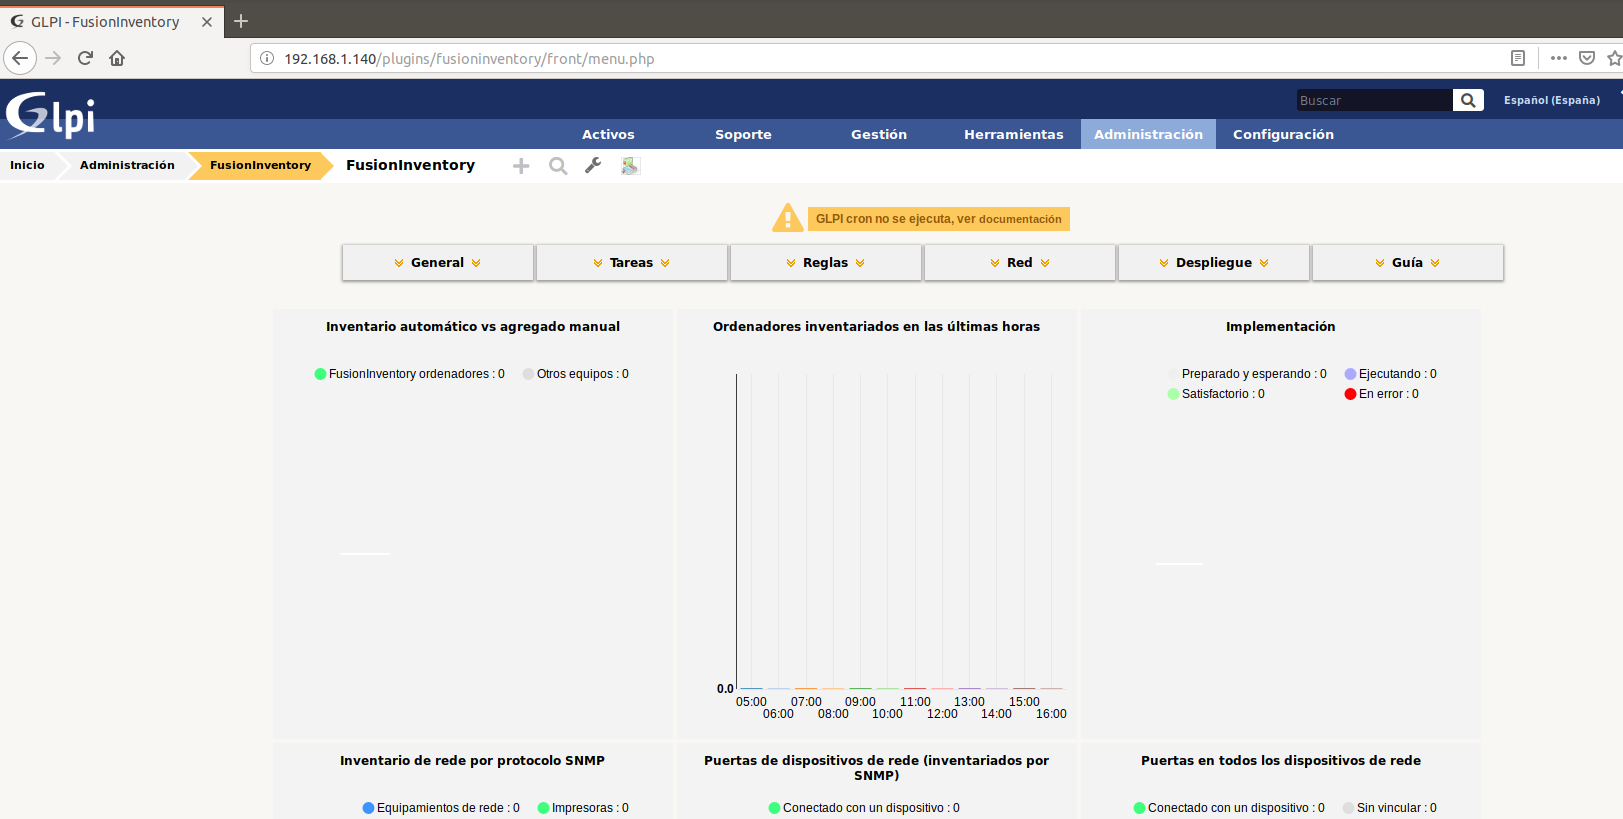 GLPI - FusionInventory
192.168.1.140/plugins/fusioninventory/front/menu.php
Glpi
Buscar
Español (España)
Activos Soporte Gestión Herramientas Administración Configuración
Inicio Administración FusionInventory FusionInventory
GLPI cron no se ejecuta, ver documentación
General Tareas Reglas Red Despliegue Guía
Inventario automático vs agregado manual
FusionInventory ordenadores : 0 Otros equipos : 0
Ordenadores inventariados en las últimas horas
0.0
05:00 07:00 09:00 11:00 13:00 15:00
06:00 08:00 10:00 12:00 14:00 16:00
Implementación
Preparado y esperando : 0 Ejecutando : 0
Satisfactorio : 0 En error : 0
Inventario de rede por protocolo SNMP
Equipamientos de rede : 0 Impresoras : 0
Puertas de dispositivos de rede (inventariados por
SNMP)
Conectado con un dispositivo : 0
Puertas en todos los dispositivos de rede
Conectado con un dispositivo : 0 Sin vincular : 0